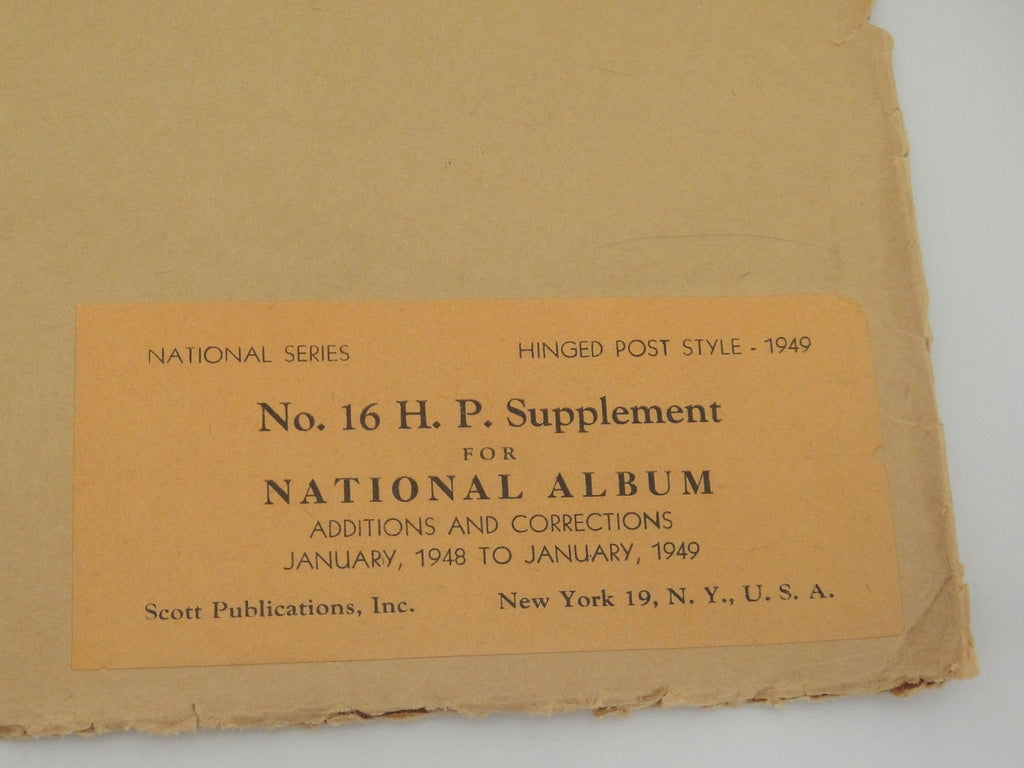 NATIONAL SERIES HINGED POST STYLE - 1949
No. 16 H. P. Supplement
FOR
NATIONAL ALBUM
ADDITIONS AND CORRECTIONS
JANUARY, 1948 TO JANUARY, 1949
Scott Publications, Inc. New York 19, N. Y., U. S. A.